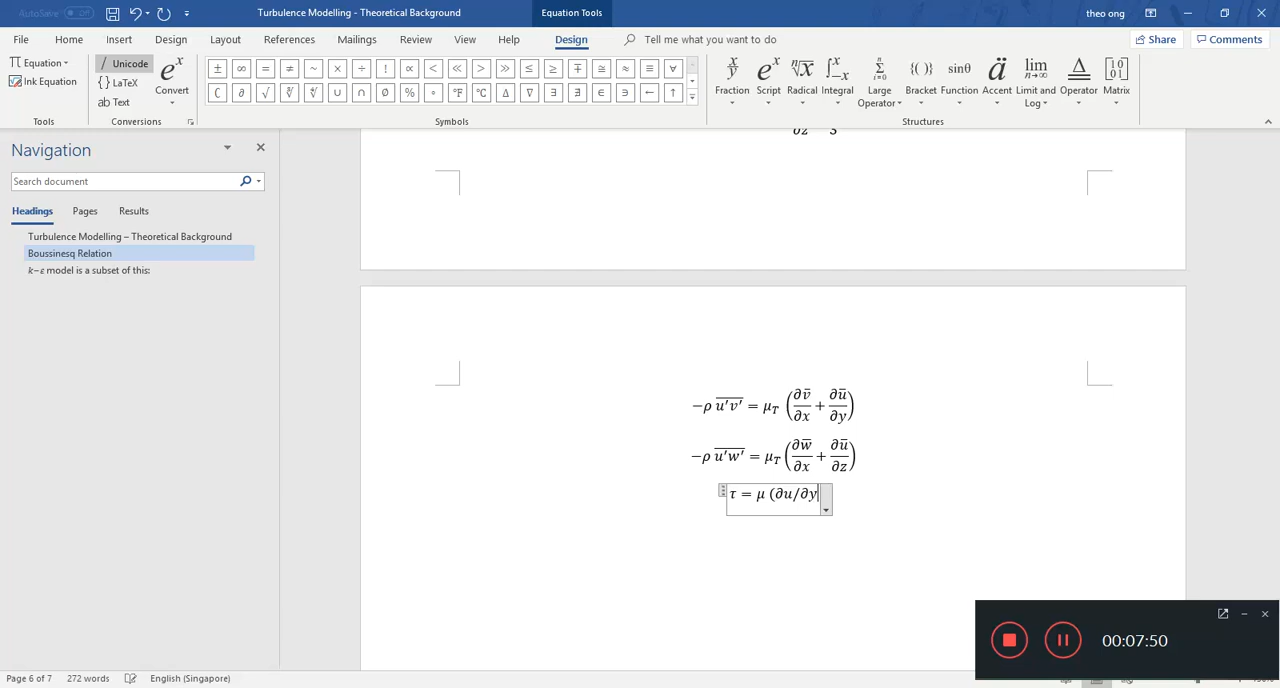 AutoSave Off Turbulence Modelling - Theoretical Background Equation Tools theo ong
File Home Insert Design Layout References Mailings Review View Help Design Tell me what you want to do Share Comments
Equation
Ink Equation
Tools
Unicode
{} LaTeX
ab Text
eˣ
Convert
Conversions
± ∞ = ≠ ~ × ÷ ! ∝ < ≪ > ≫ ≤ ≥ ∓ ≅ ≈ ≡ ∀
∁ ∂ √ ∛ ∜ ∪ ∩ ∅ % ° °F °C ∆ ∇ ∃ ∄ ∈ ∋ ← ↑
Symbols
Fraction Script Radical Integral Large Operator Bracket Function Accent Limit and Log Operator Matrix
Structures
Navigation
Search document
Headings Pages Results
Turbulence Modelling – Theoretical Background
Boussinesq Relation
k−ε model is a subset of this:
∂z 3
−ρ u′v′̅ = μ_T (∂v̅/∂x + ∂u̅/∂y)
−ρ u′w′̅ = μ_T (∂w̅/∂x + ∂u̅/∂z)
τ = μ (∂u/∂y
00:07:50
Page 6 of 7 272 words English (Singapore)